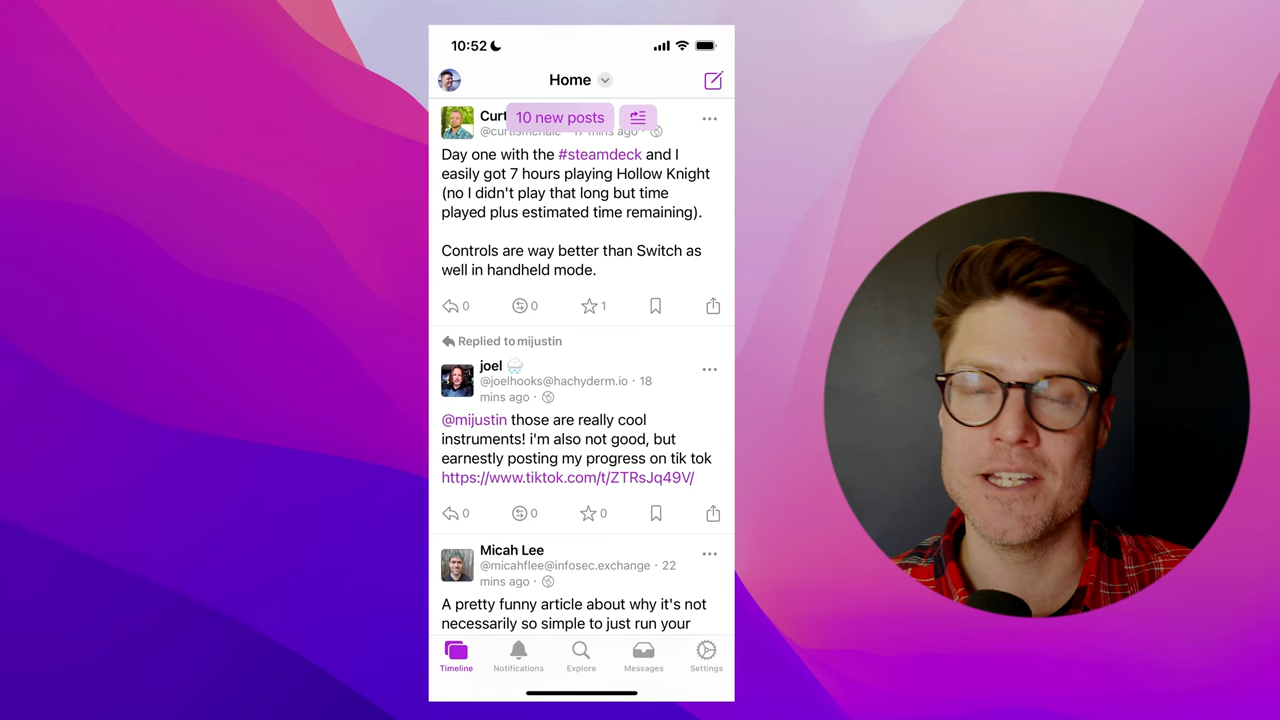 10:52
Home
10 new posts
Curt
@curtismchale · 17 mins ago ·
Day one with the #steamdeck and I
easily got 7 hours playing Hollow Knight
(no I didn't play that long but time
played plus estimated time remaining).
Controls are way better than Switch as
well in handheld mode.
0 0 1
Replied to mijustin
joel
@joelhooks@hachyderm.io · 18
mins ago ·
@mijustin those are really cool
instruments! i'm also not good, but
earnestly posting my progress on tik tok
https://www.tiktok.com/t/ZTRsJq49V/
0 0 0
Micah Lee
@micahflee@infosec.exchange · 22
mins ago ·
A pretty funny article about why it's not
necessarily so simple to just run your
Timeline Notifications Explore Messages Settings